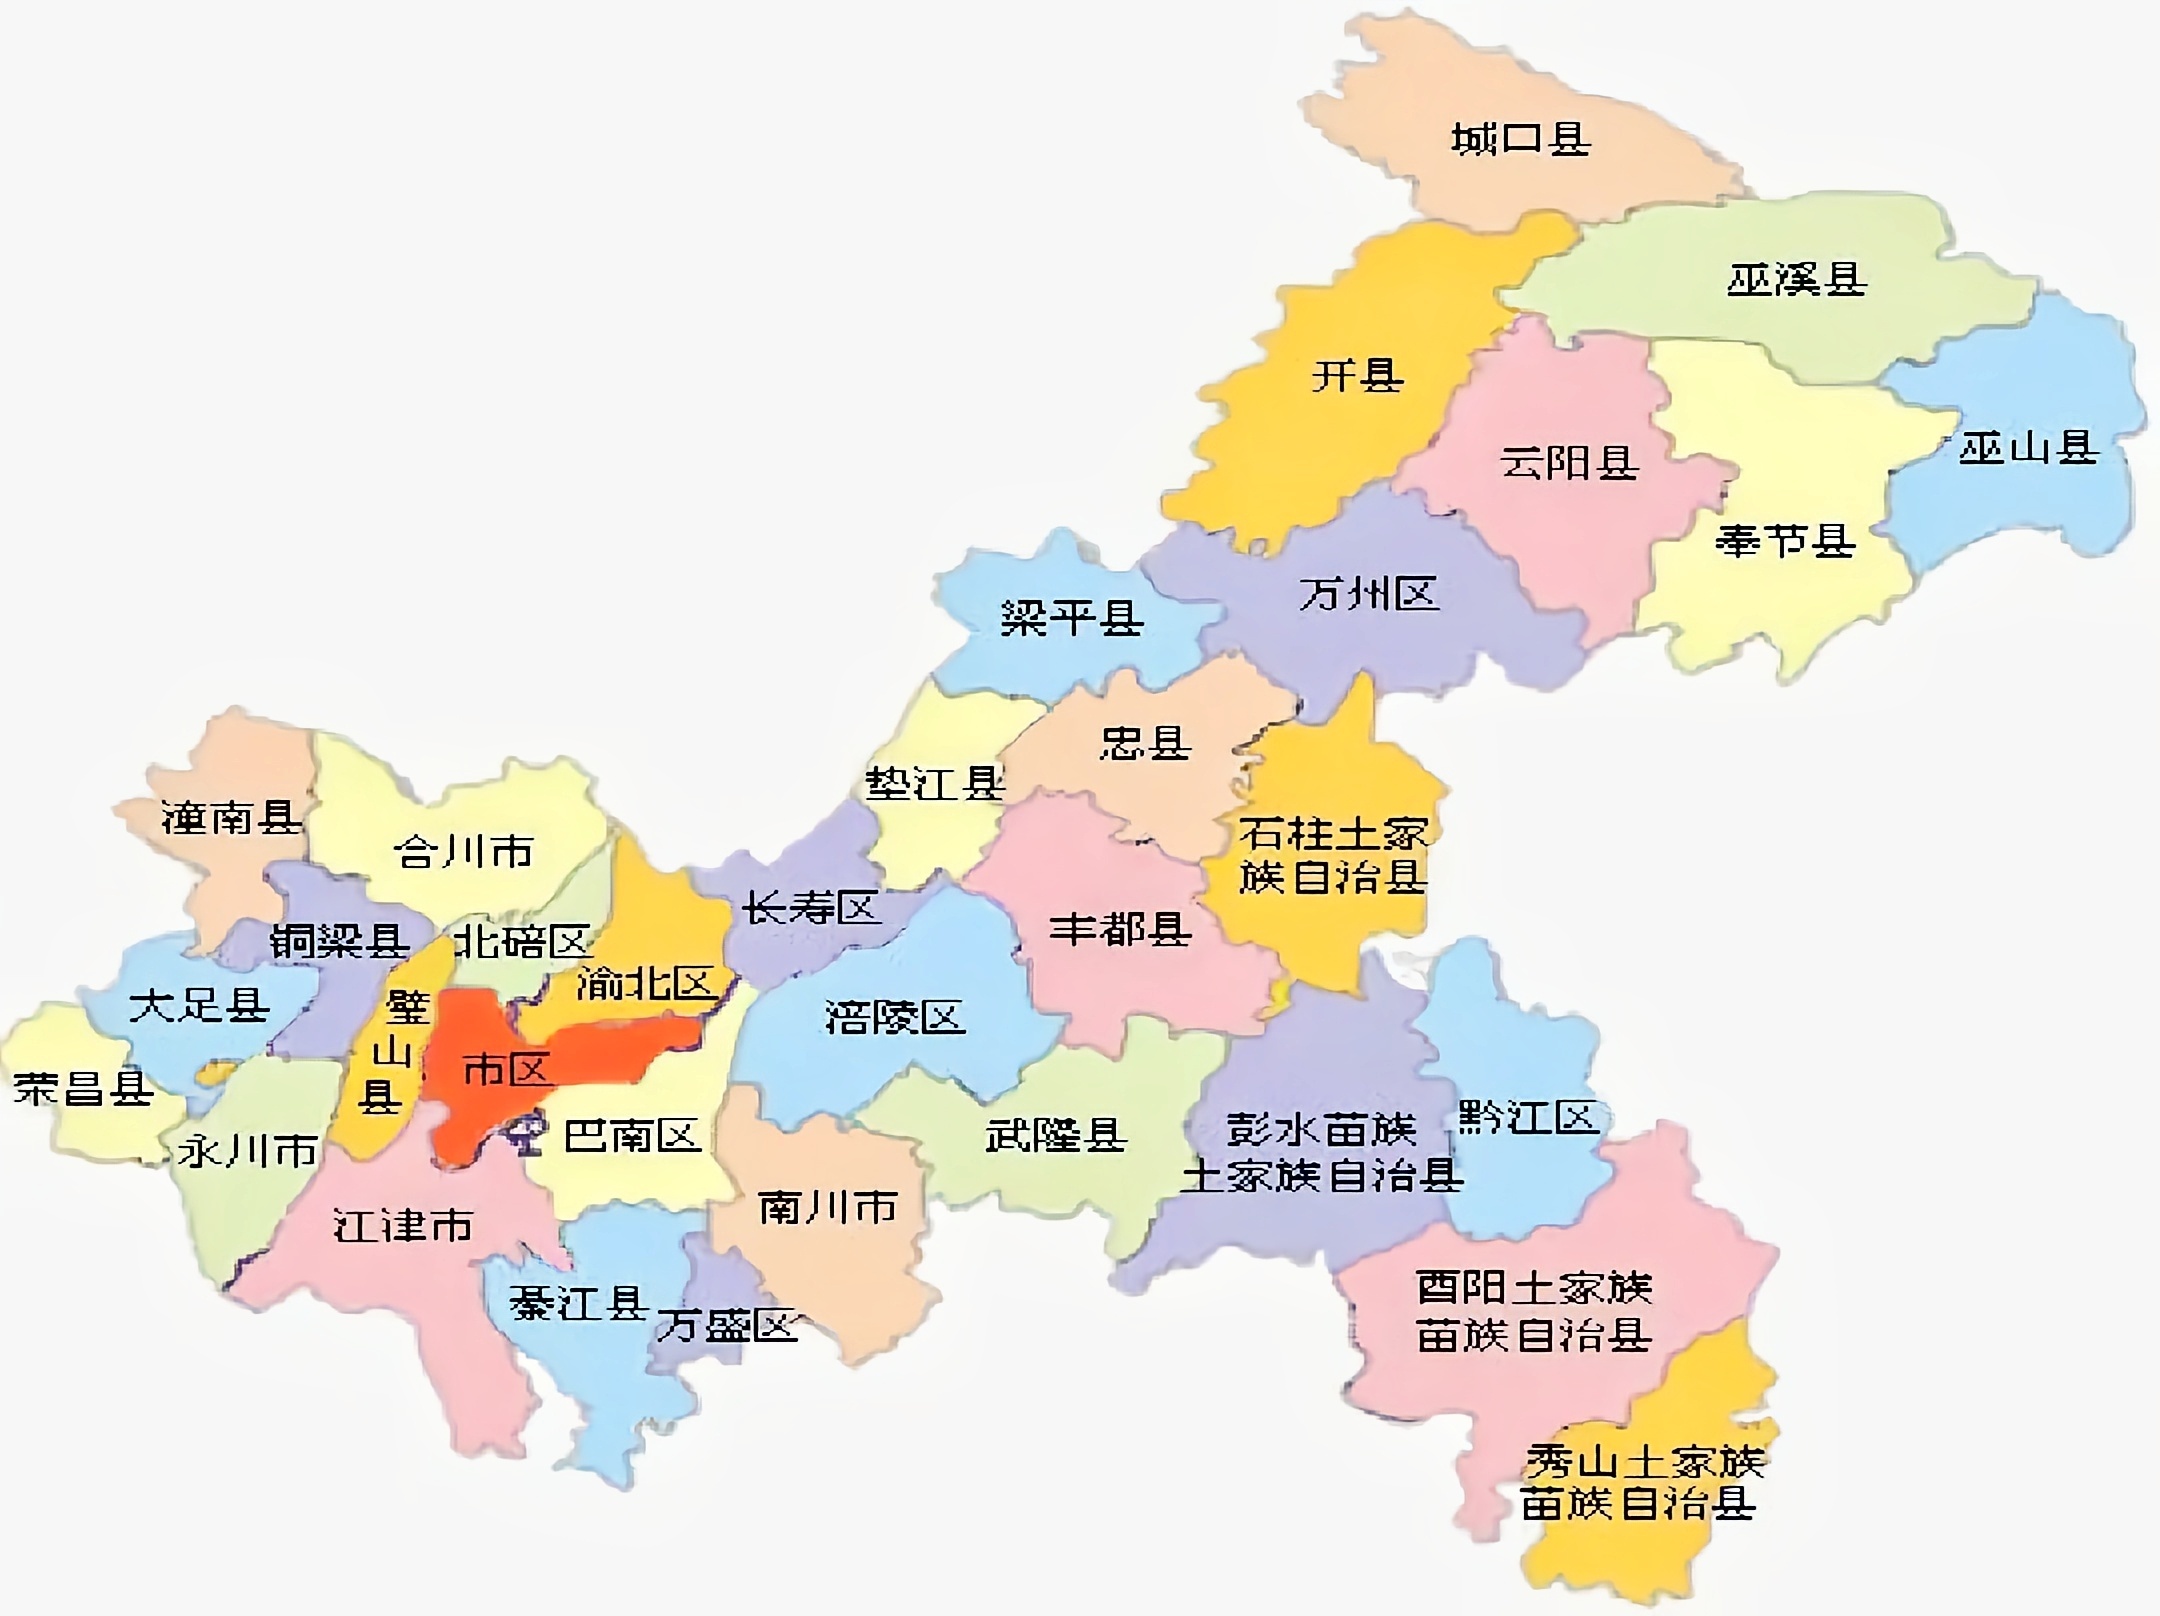 城口县
巫溪县
开县
巫山县
云阳县
奉节县
万州区
梁平县
忠县
垫江县
石柱土家
族自治县
潼南县
合川市
长寿区
丰都县
铜梁县
北碚区
渝北区
大足县
璧
山
县
涪陵区
市区
荣昌县
永川市
巴南区
武隆县
彭水苗族
土家族自治县
黔江区
江津市
南川市
綦江县
万盛区
酉阳土家族
苗族自治县
秀山土家族
苗族自治县